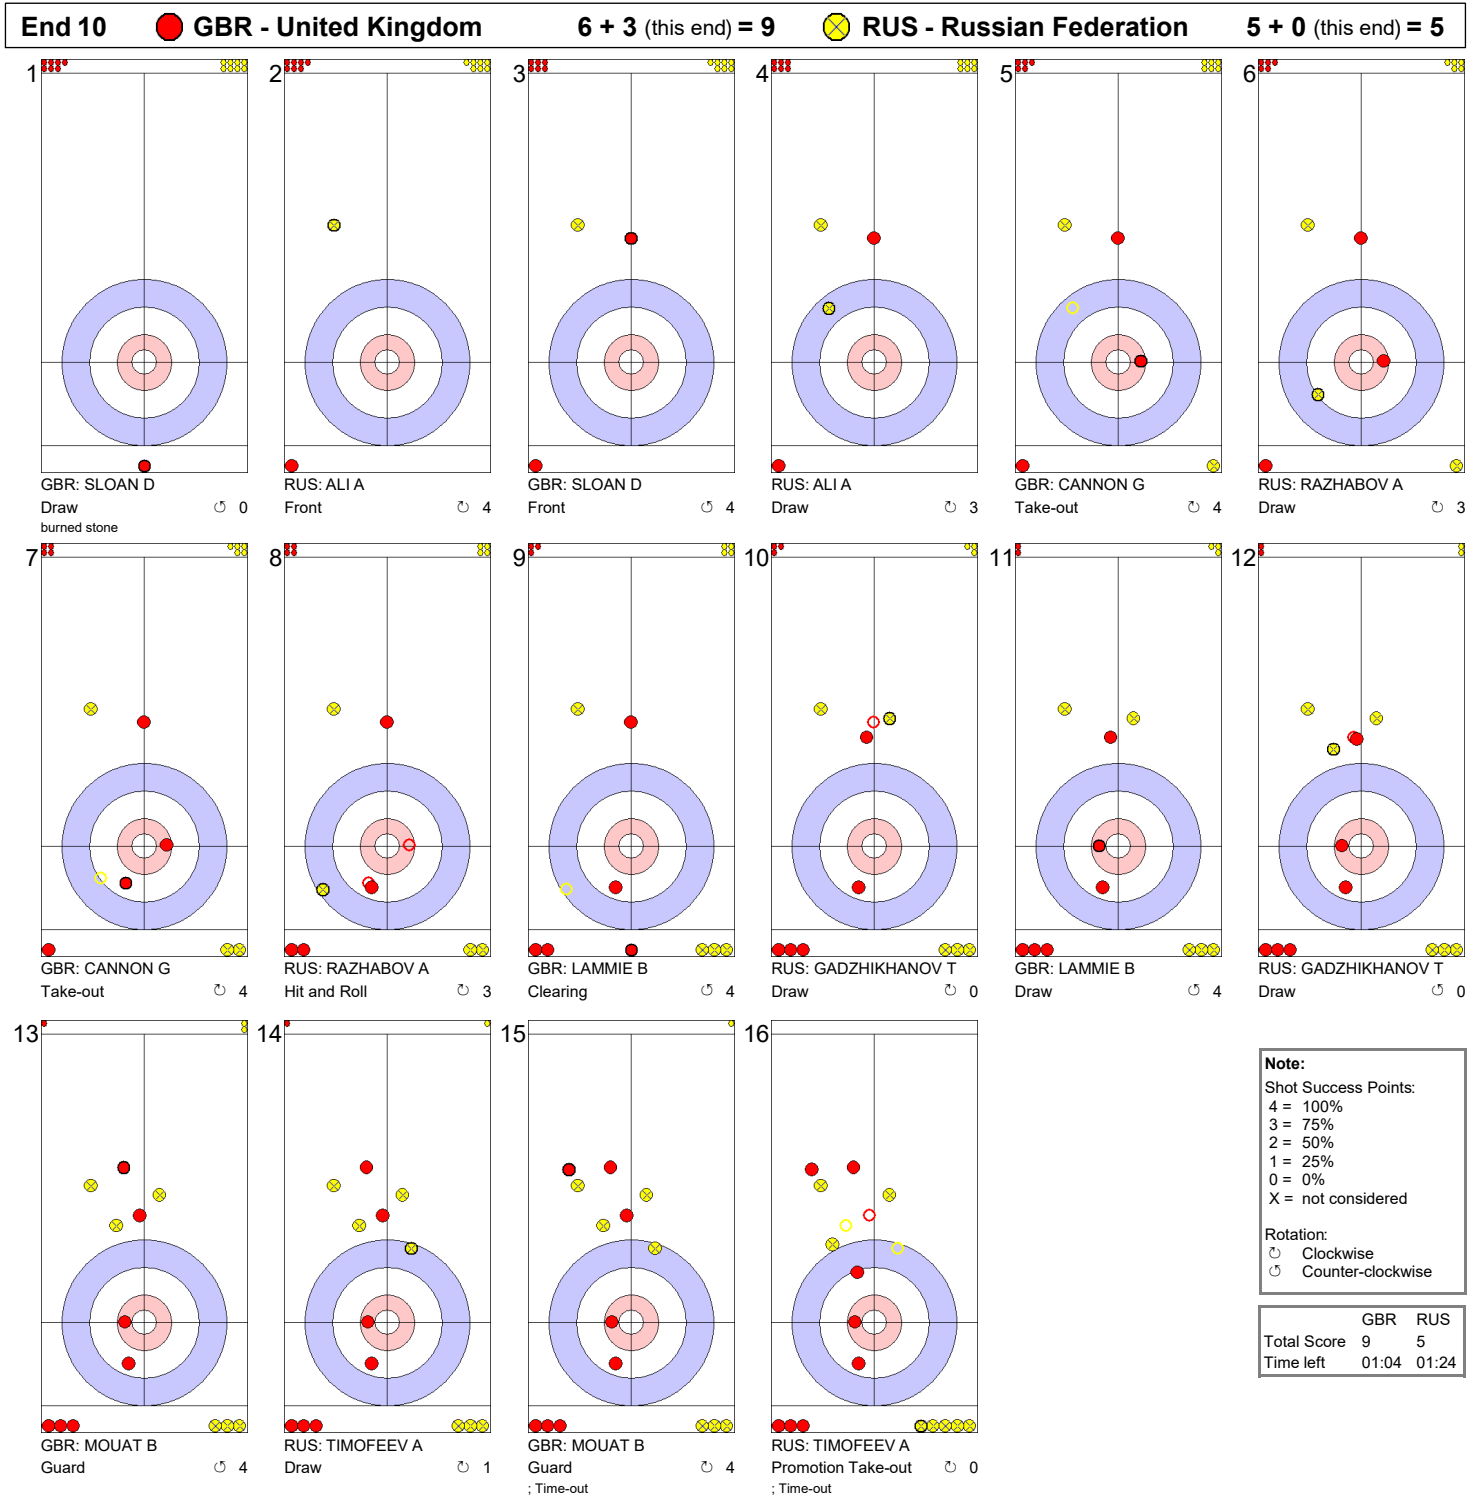 End 10 GBR - United Kingdom 6 + 3 (this end) = 9 RUS - Russian Federation 5 + 0 (this end) = 5
1 2 3 4 5 6
GBR: SLOAN D RUS: ALI A GBR: SLOAN D RUS: ALI A GBR: CANNON G RUS: RAZHABOV A
Draw ↺ 0 Front ↻ 4 Front ↺ 4 Draw ↻ 3 Take-out ↻ 4 Draw ↻ 3
burned stone
7 8 9 10 11 12
GBR: CANNON G RUS: RAZHABOV A GBR: LAMMIE B RUS: GADZHIKHANOV T GBR: LAMMIE B RUS: GADZHIKHANOV T
Take-out ↻ 4 Hit and Roll ↻ 3 Clearing ↺ 4 Draw ↺ 0 Draw ↺ 4 Draw ↺ 0
13 14 15 16
GBR: MOUAT B RUS: TIMOFEEV A GBR: MOUAT B RUS: TIMOFEEV A
Guard ↺ 4 Draw ↻ 1 Guard ↻ 4 Promotion Take-out ↻ 0
; Time-out ; Time-out
Note:
Shot Success Points:
4 = 100%
3 = 75%
2 = 50%
1 = 25%
0 = 0%
X = not considered
Rotation:
↻ Clockwise
↺ Counter-clockwise
GBR RUS
Total Score 9 5
Time left 01:04 01:24